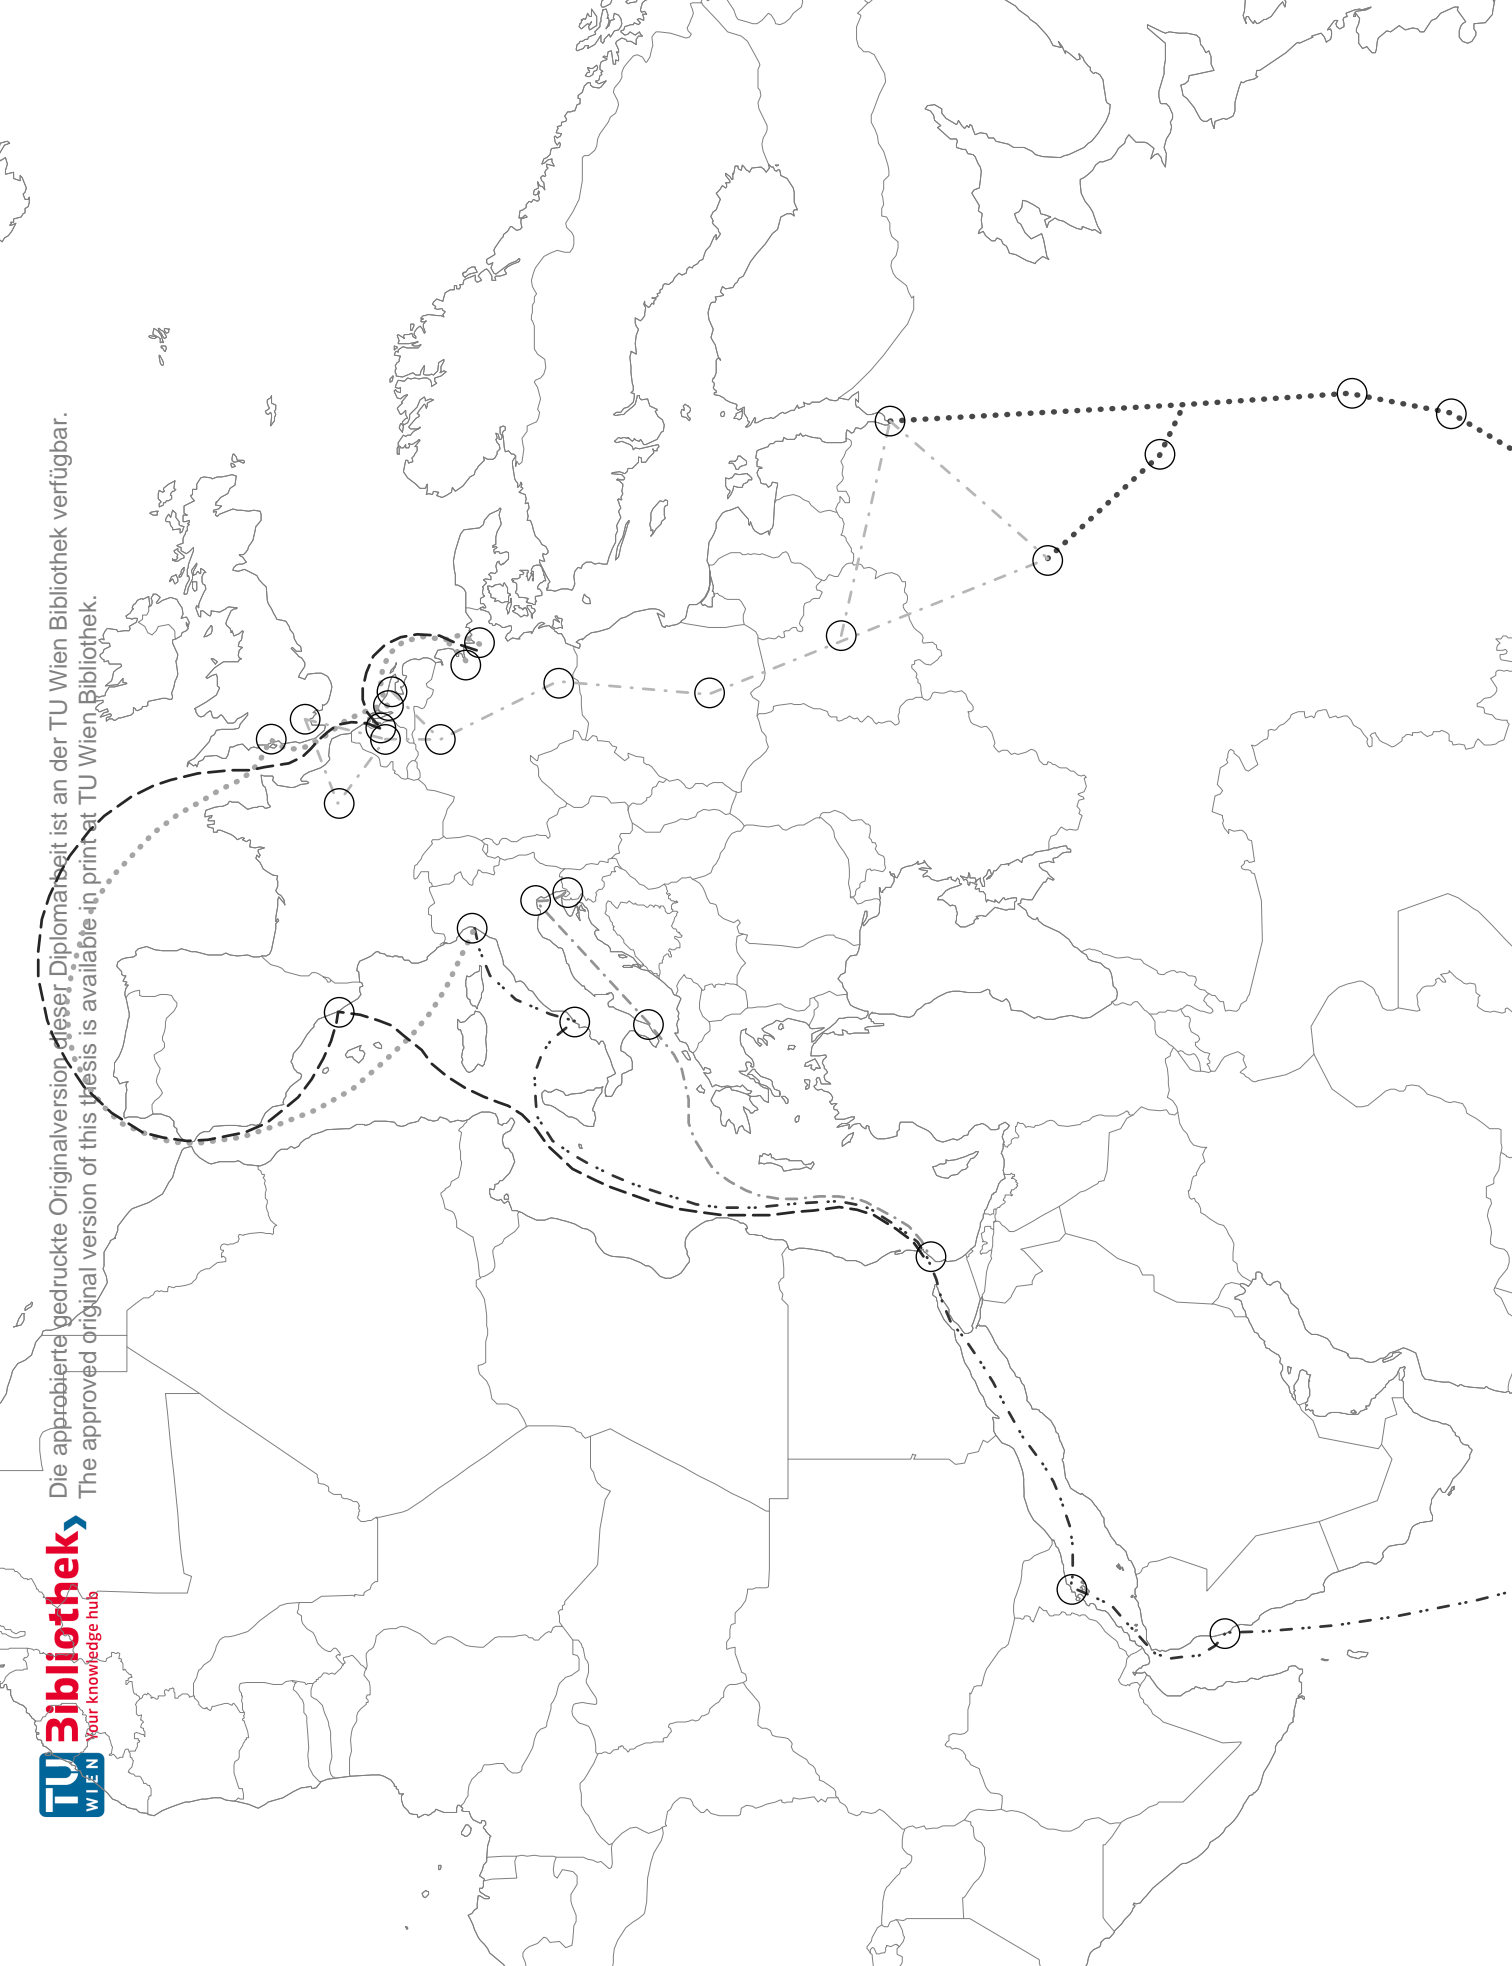 Die approbierte gedruckte Originalversion dieser Diplomarbeit ist an der TU Wien Bibliothek verfügbar.
The approved original version of this thesis is available in print at TU Wien Bibliothek.
TU
WIEN
Bibliothek
Your knowledge hub